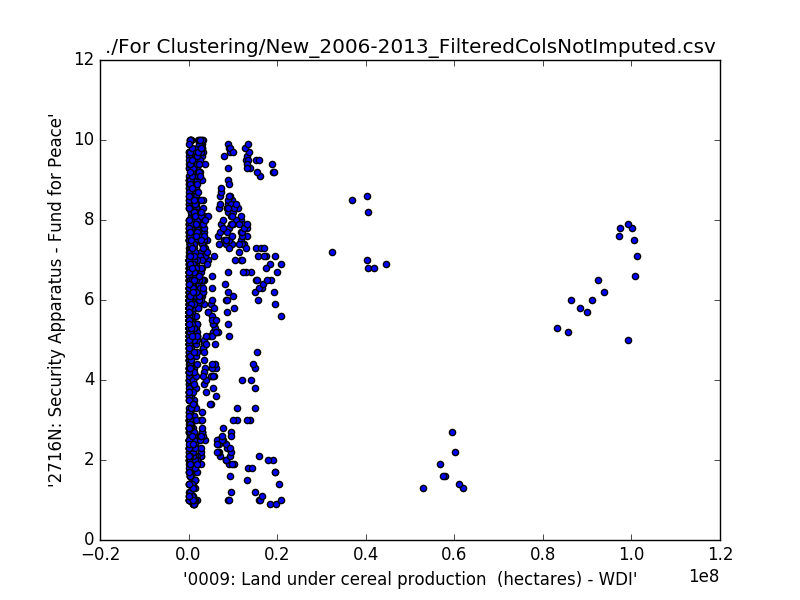 ./For Clustering/New_2006-2013_FilteredColsNotImputed.csv
12
10
8
6
4
2
0
'2716N: Security Apparatus - Fund for Peace'
−0.2 0.0 0.2 0.4 0.6 0.8 1.0 1.2
1e8
'0009: Land under cereal production  (hectares) - WDI'